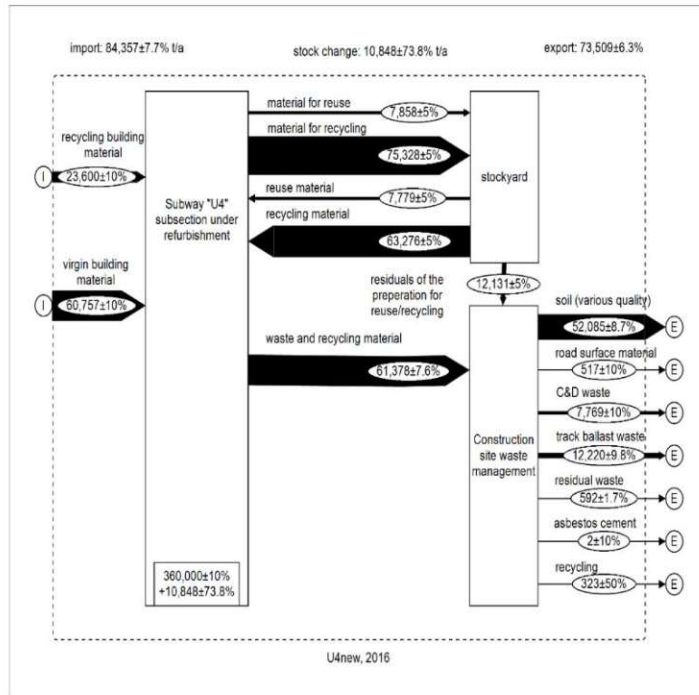 import: 84,357±7.7% t/a
stock change: 10,848±73.8% t/a
export: 73,509±6.3%
material for reuse
7,858±5%
material for recycling
75,328±5%
recycling building
material
I
23,600±10%
stockyard
reuse material
7,779±5%
Subway "U4"
subsection under
refurbishment
recycling material
63,276±5%
virgin building
material
I
60,757±10%
residuals of the
preperation for
reuse/recycling
12,131±5%
soil (various quality)
52,085±8.7%
E
waste and recycling material
61,378±7.6%
road surface material
517±10%
E
C&D waste
7,769±10%
E
Construction
site waste
management
track ballast waste
12,220±9.8%
E
residual waste
592±1.7%
E
asbestos cement
2±10%
E
recycling
323±50%
E
360,000±10%
+10,848±73.8%
U4new, 2016